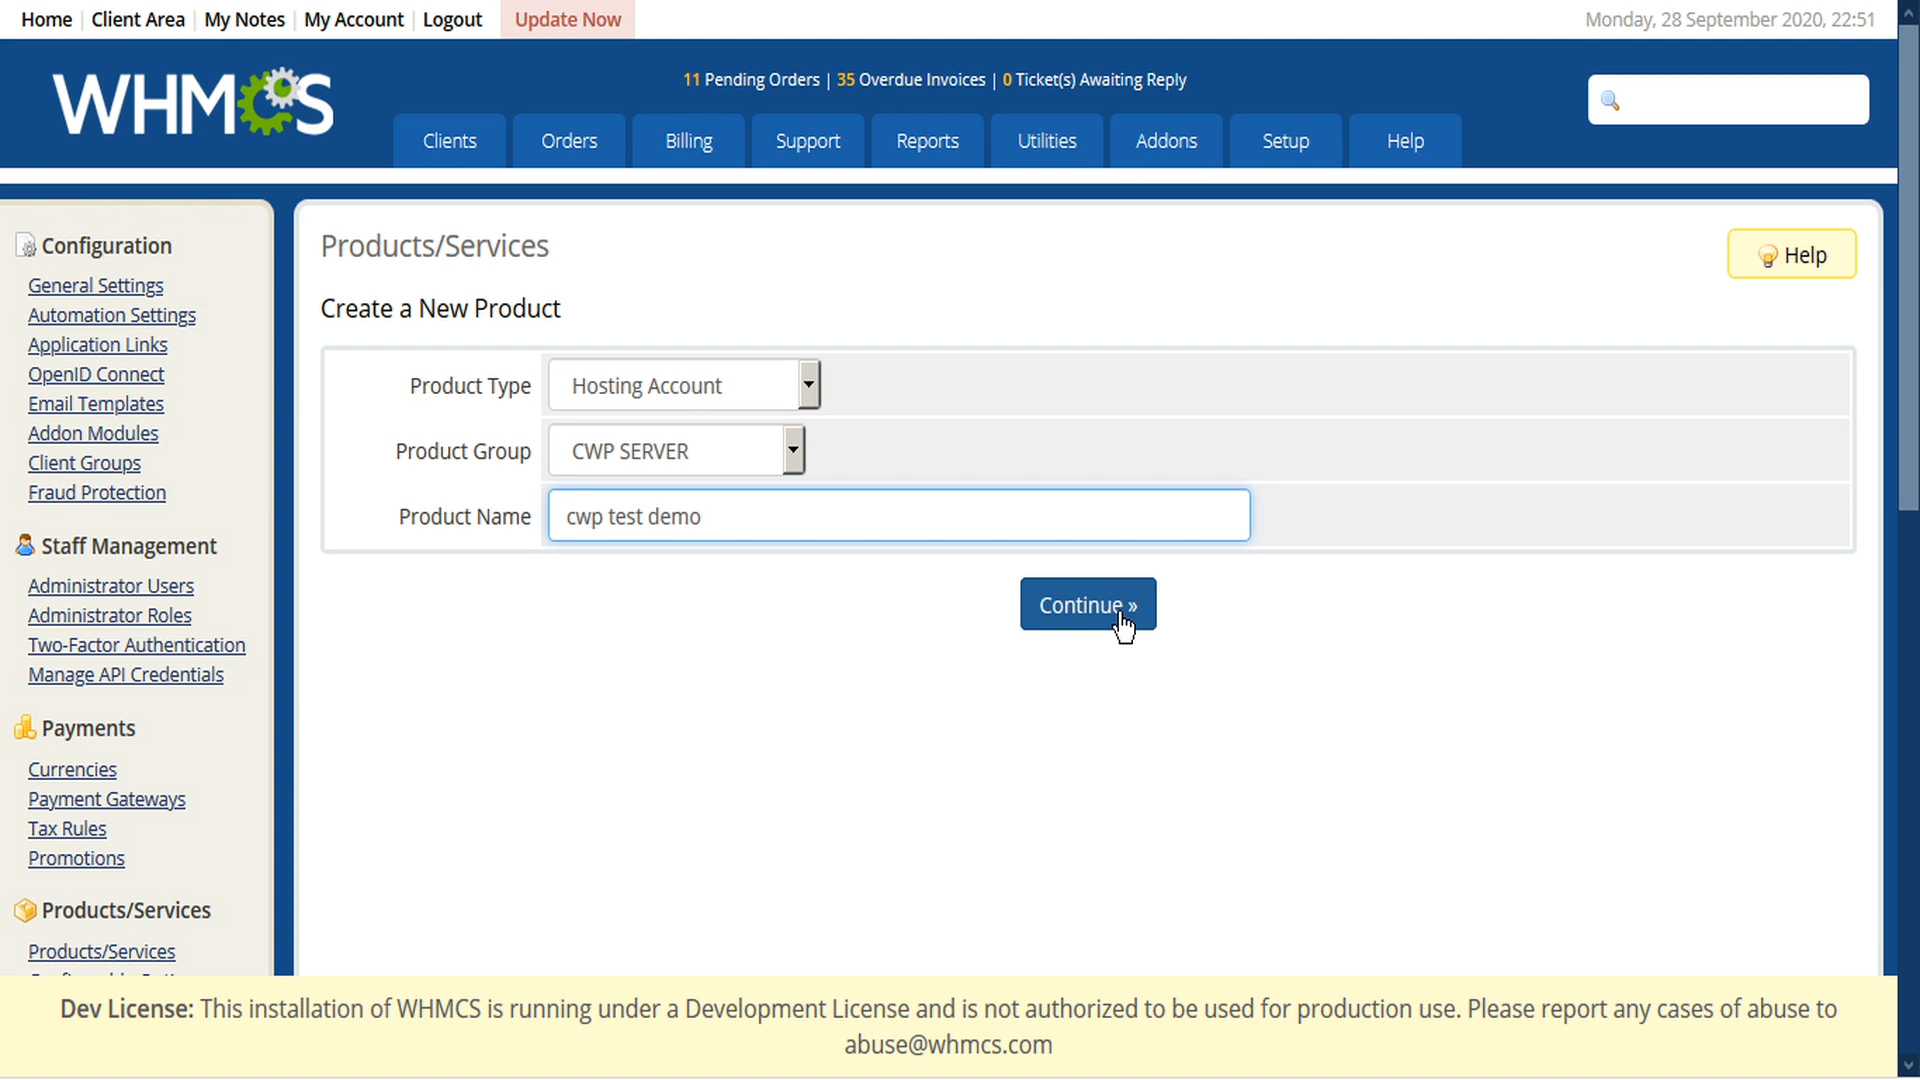 Home Client Area My Notes My Account Logout Update Now Monday, 28 September 2020, 22:51
WHMCS
11 Pending Orders | 35 Overdue Invoices | 0 Ticket(s) Awaiting Reply
Clients Orders Billing Support Reports Utilities Addons Setup Help
Configuration
General Settings
Automation Settings
Application Links
OpenID Connect
Email Templates
Addon Modules
Client Groups
Fraud Protection
Staff Management
Administrator Users
Administrator Roles
Two-Factor Authentication
Manage API Credentials
Payments
Currencies
Payment Gateways
Tax Rules
Promotions
Products/Services
Products/Services
Products/Services
Help
Create a New Product
Product Type Hosting Account
Product Group CWP SERVER
Product Name cwp test demo
Continue »
Dev License: This installation of WHMCS is running under a Development License and is not authorized to be used for production use. Please report any cases of abuse to
abuse@whmcs.com